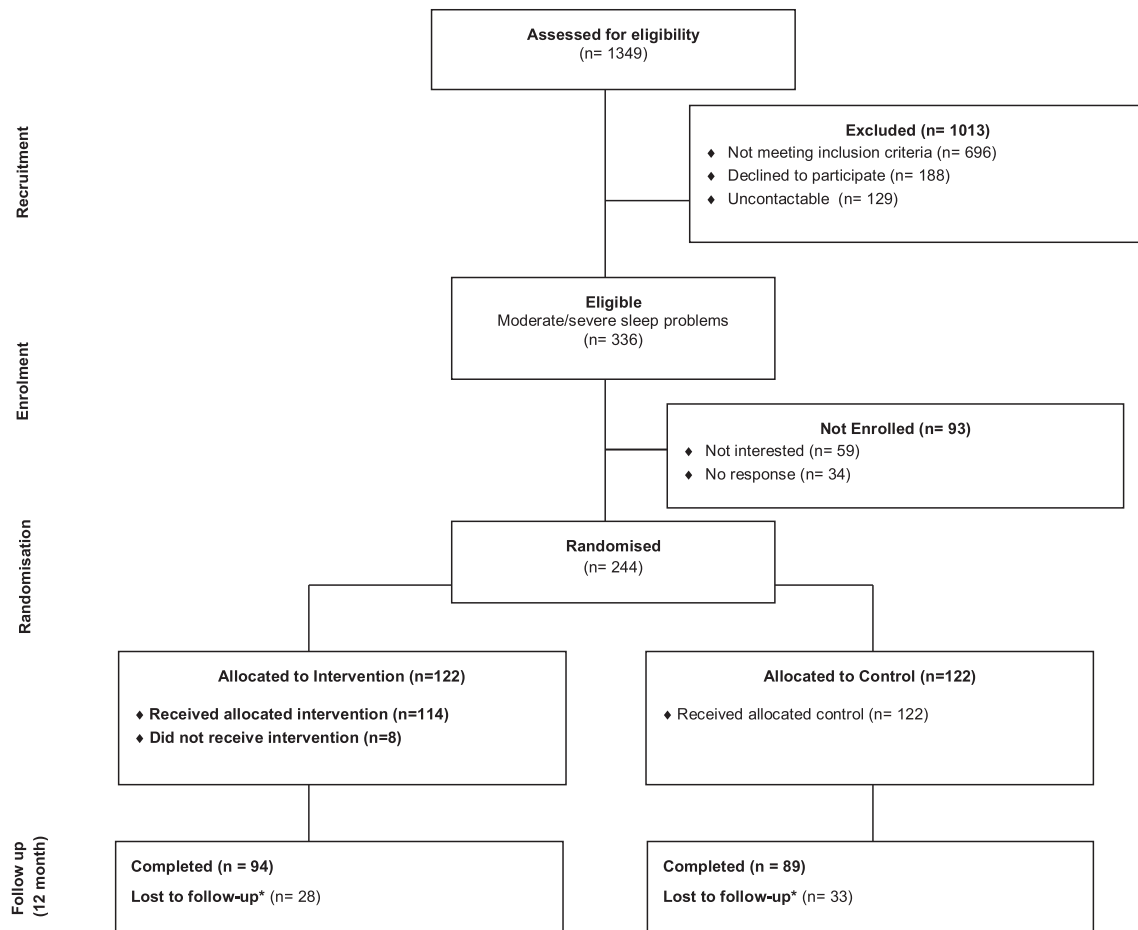 Assessed for eligibility
(n= 1349)
Recruitment
Excluded (n= 1013)
♦ Not meeting inclusion criteria (n= 696)
♦ Declined to participate (n= 188)
♦ Uncontactable (n= 129)
Eligible
Moderate/severe sleep problems
(n= 336)
Enrolment
Not Enrolled (n= 93)
♦ Not interested (n= 59)
♦ No response (n= 34)
Randomised
(n= 244)
Randomisation
Allocated to Intervention (n=122)
♦ Received allocated intervention (n=114)
♦ Did not receive intervention (n=8)
Allocated to Control (n=122)
♦ Received allocated control (n= 122)
Follow up
(12 month)
Completed (n = 94)
Lost to follow-up* (n= 28)
Completed (n = 89)
Lost to follow-up* (n= 33)